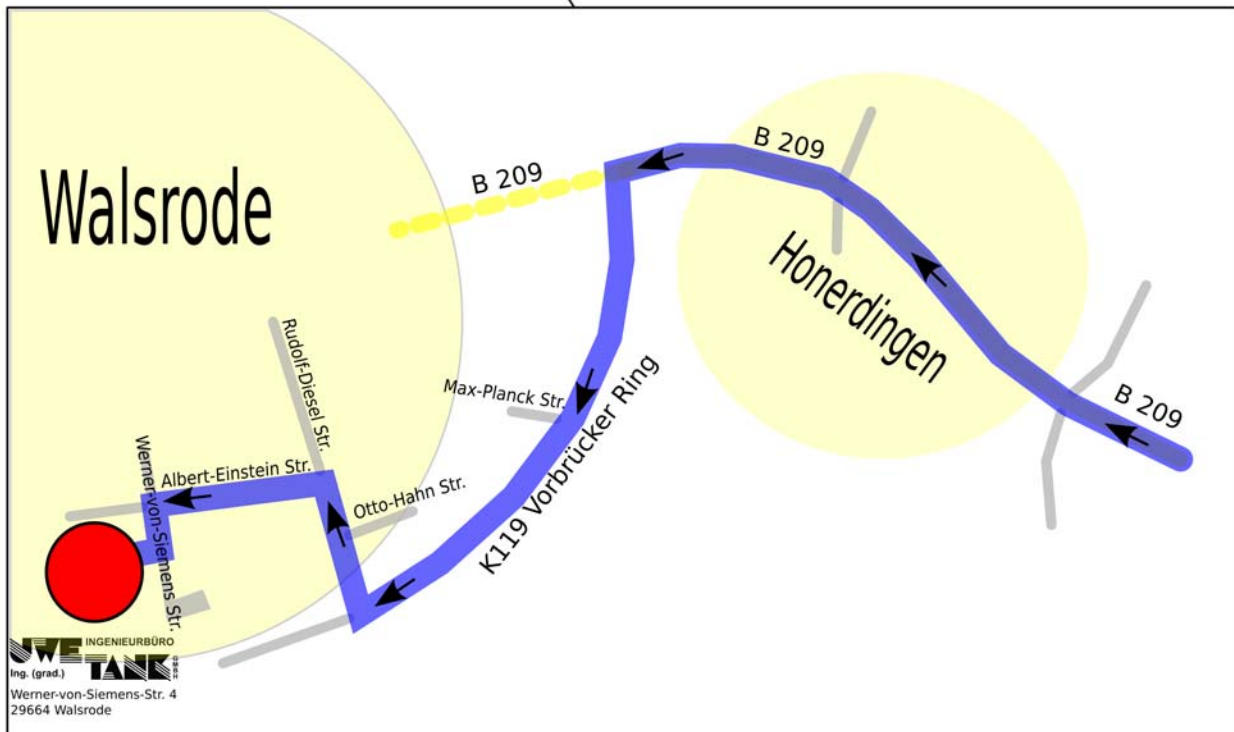 B 209
B 209
Walsrode
Honerdingen
Rudolf-Diesel Str.
Max-Planck Str.
K119 Vorbrücker Ring
B 209
Werner-von-Siemens Str.
Albert-Einstein Str.
Otto-Hahn Str.
UWE INGENIEURBÜRO
Ing. (grad.) TANK GMBH
Werner-von-Siemens-Str. 4
29664 Walsrode